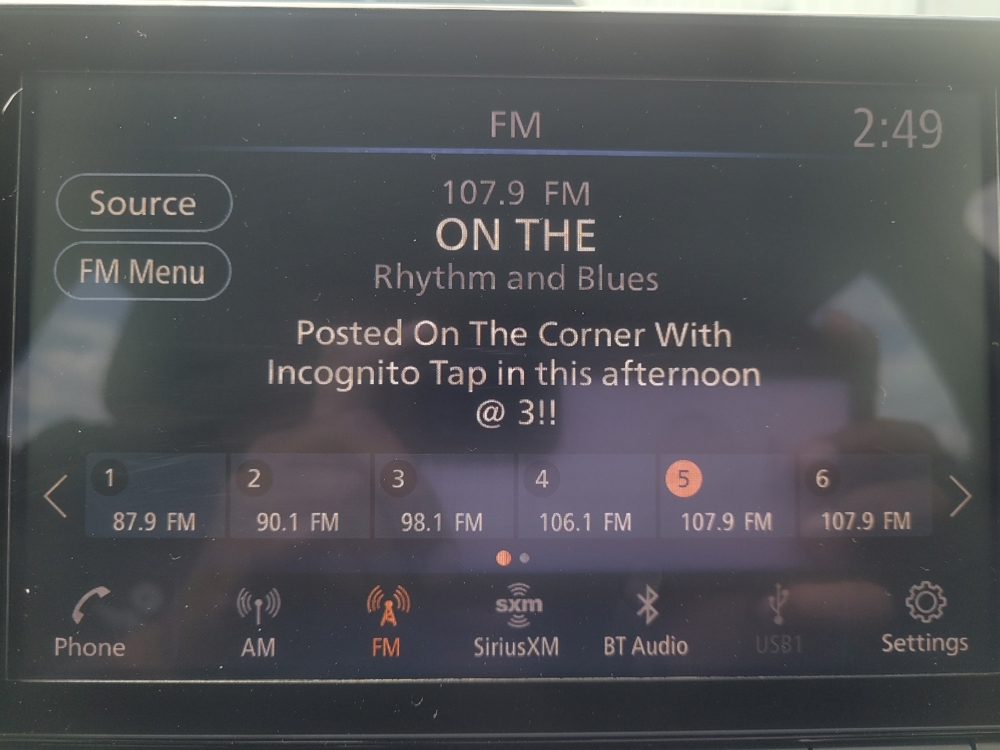 FM
2:49
Source
107.9 FM
ON THE
FM Menu
Rhythm and Blues
Posted On The Corner With
Incognito Tap in this afternoon
@ 3!!
1
2
3
4
5
6
87.9 FM
90.1 FM
98.1 FM
106.1 FM
107.9 FM
107.9 FM
sxm
Phone
AM
FM
SiriusXM
BT Audio
USB1
Settings